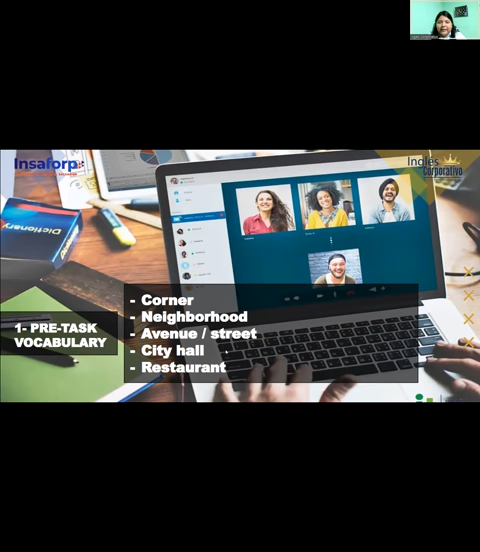 Insaforp
Inglés
corporativo
Dictionary
1- PRE-TASK
VOCABULARY
- Corner
- Neighborhood
- Avenue / street
- City hall
- Restaurant